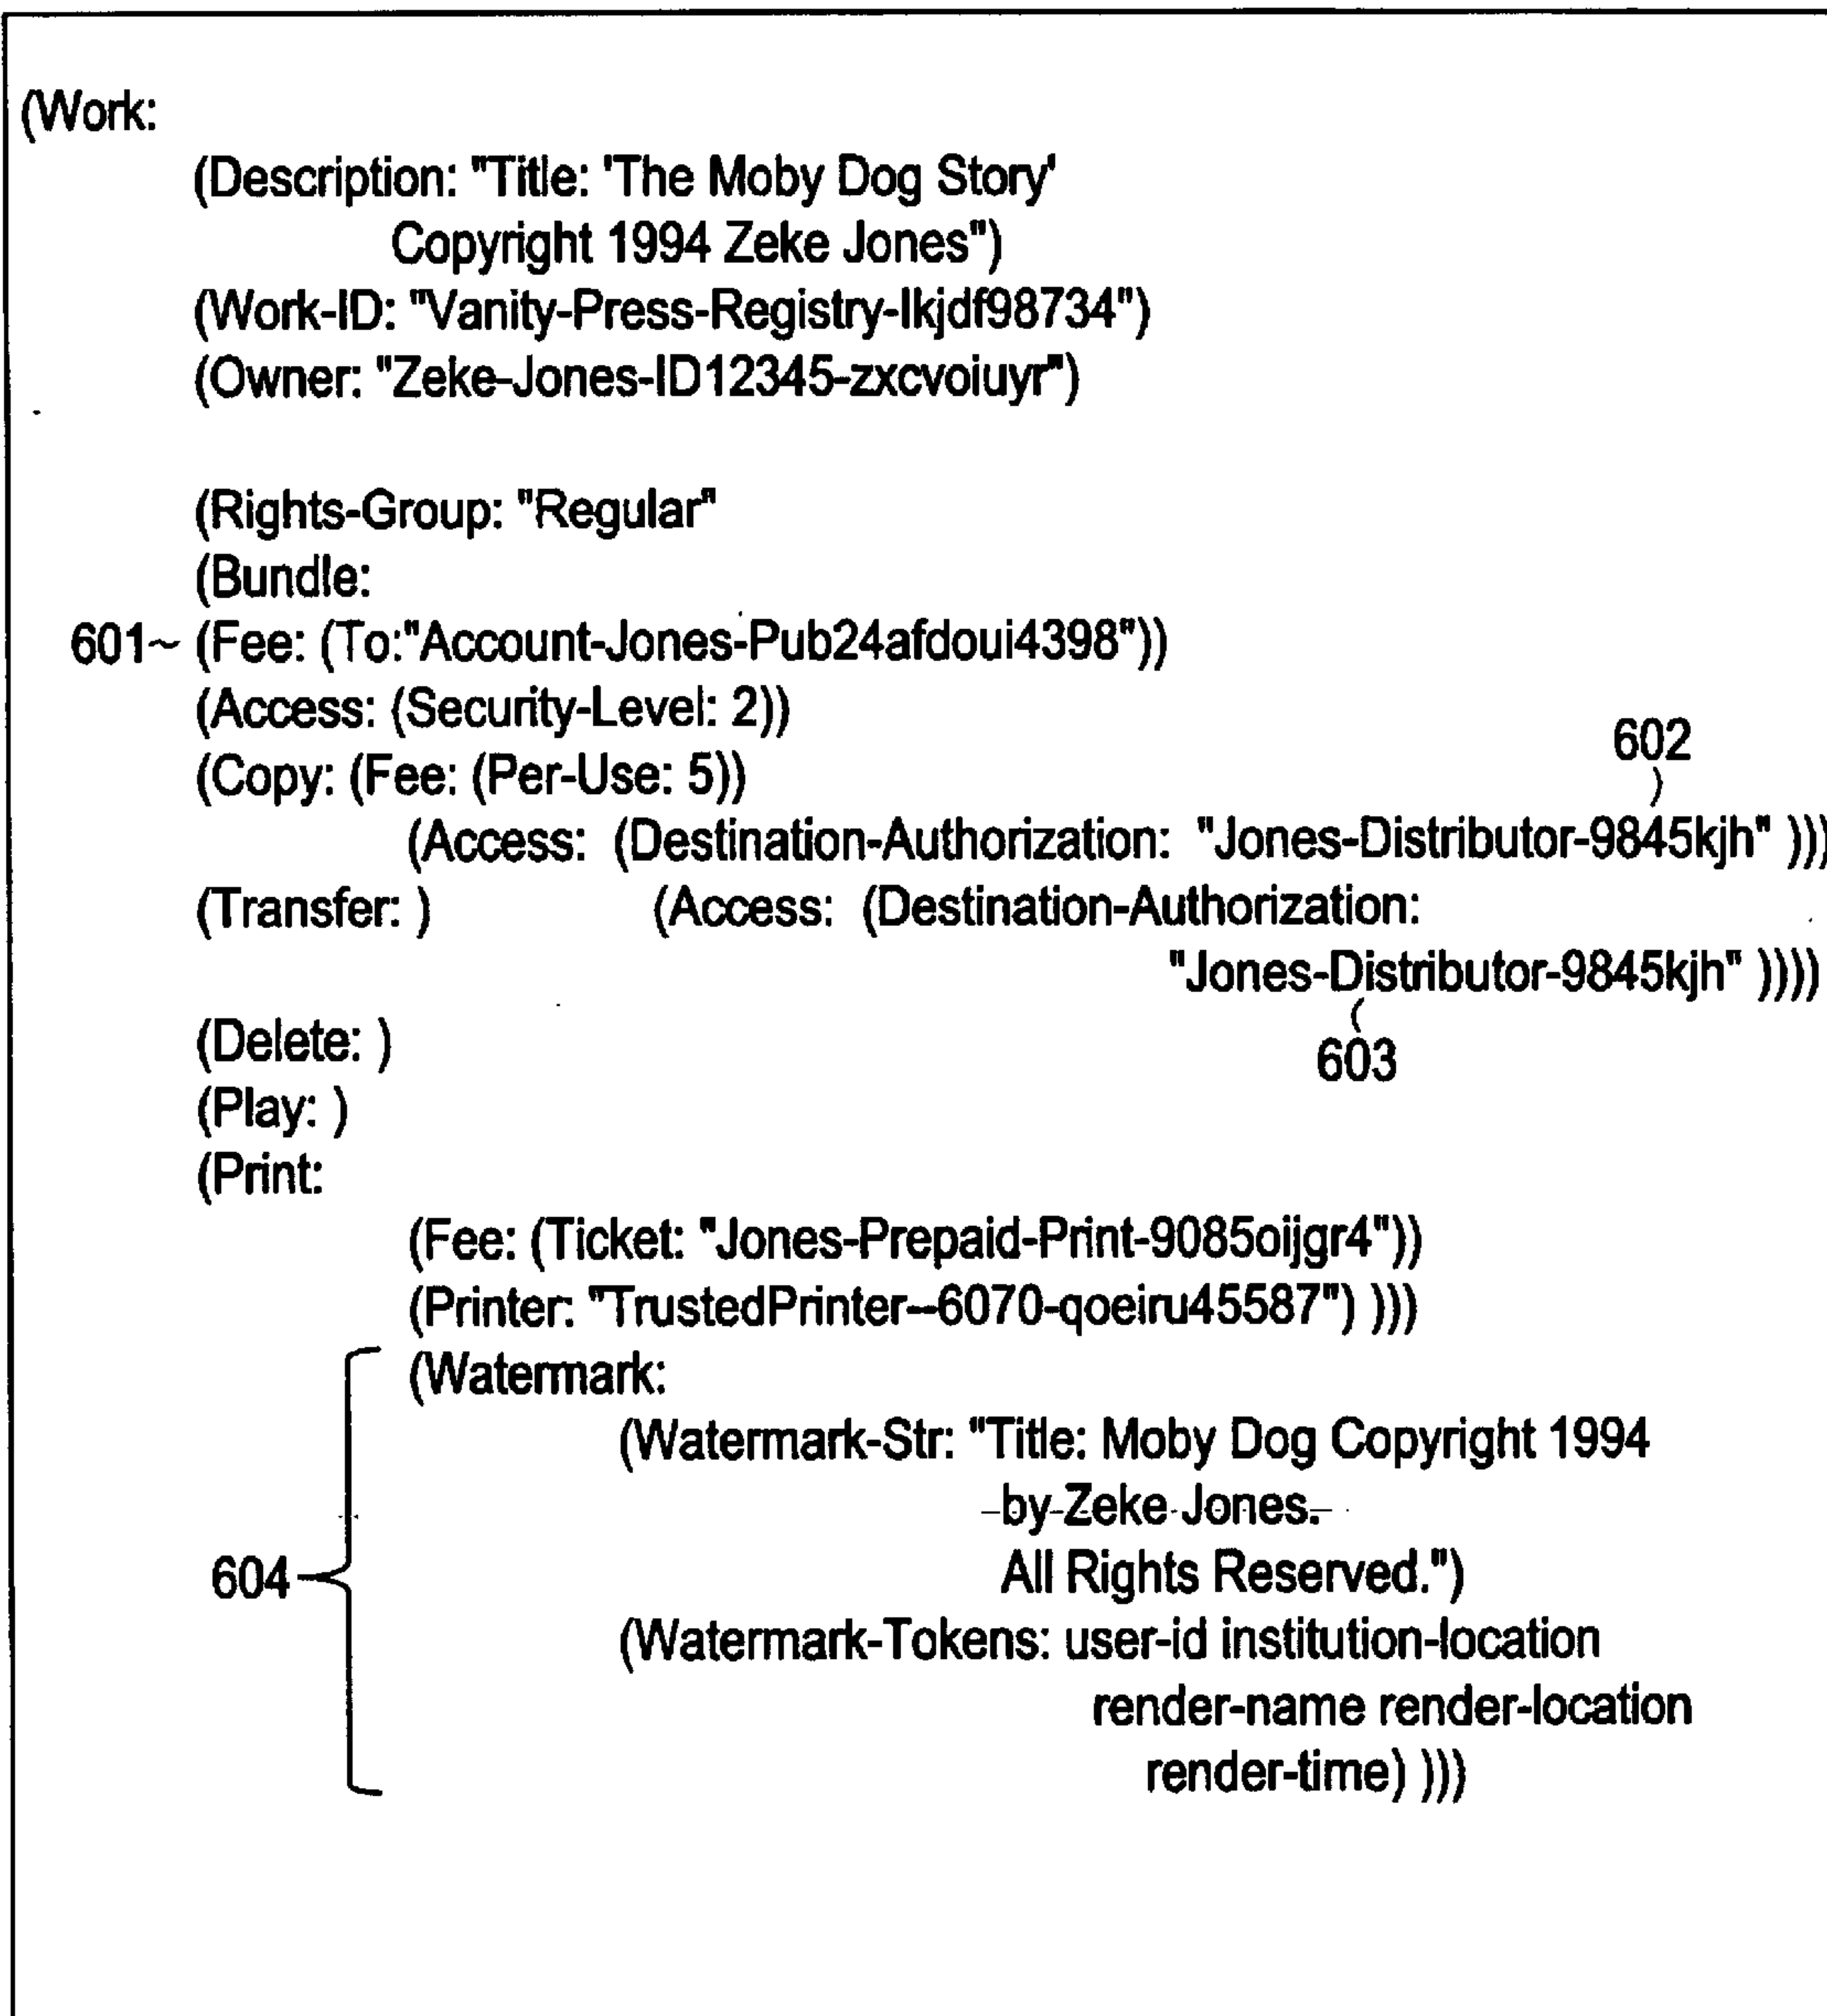 (Work:
(Description: "Title: 'The Moby Dog Story'
Copyright 1994 Zeke Jones")
(Work-ID: "Vanity-Press-Registry-lkjdf98734")
(Owner: "Zeke-Jones-ID12345-zxcvoiuyr")
(Rights-Group: "Regular"
(Bundle:
601~ (Fee: (To:"Account-Jones-Pub24afdoui4398"))
(Access: (Security-Level: 2))
(Copy: (Fee: (Per-Use: 5))
602
(Access: (Destination-Authorization: "Jones-Distributor-9845kjh" )))
(Transfer: ) (Access: (Destination-Authorization:
"Jones-Distributor-9845kjh" ))))
603
(Delete: )
(Play: )
(Print:
(Fee: (Ticket: "Jones-Prepaid-Print-9085oijgr4"))
(Printer: "TrustedPrinter--6070-qoeiru45587") )))
604
(Watermark:
(Watermark-Str: "Title: Moby Dog Copyright 1994
by Zeke Jones.
All Rights Reserved.")
(Watermark-Tokens: user-id institution-location
render-name render-location
render-time) )))